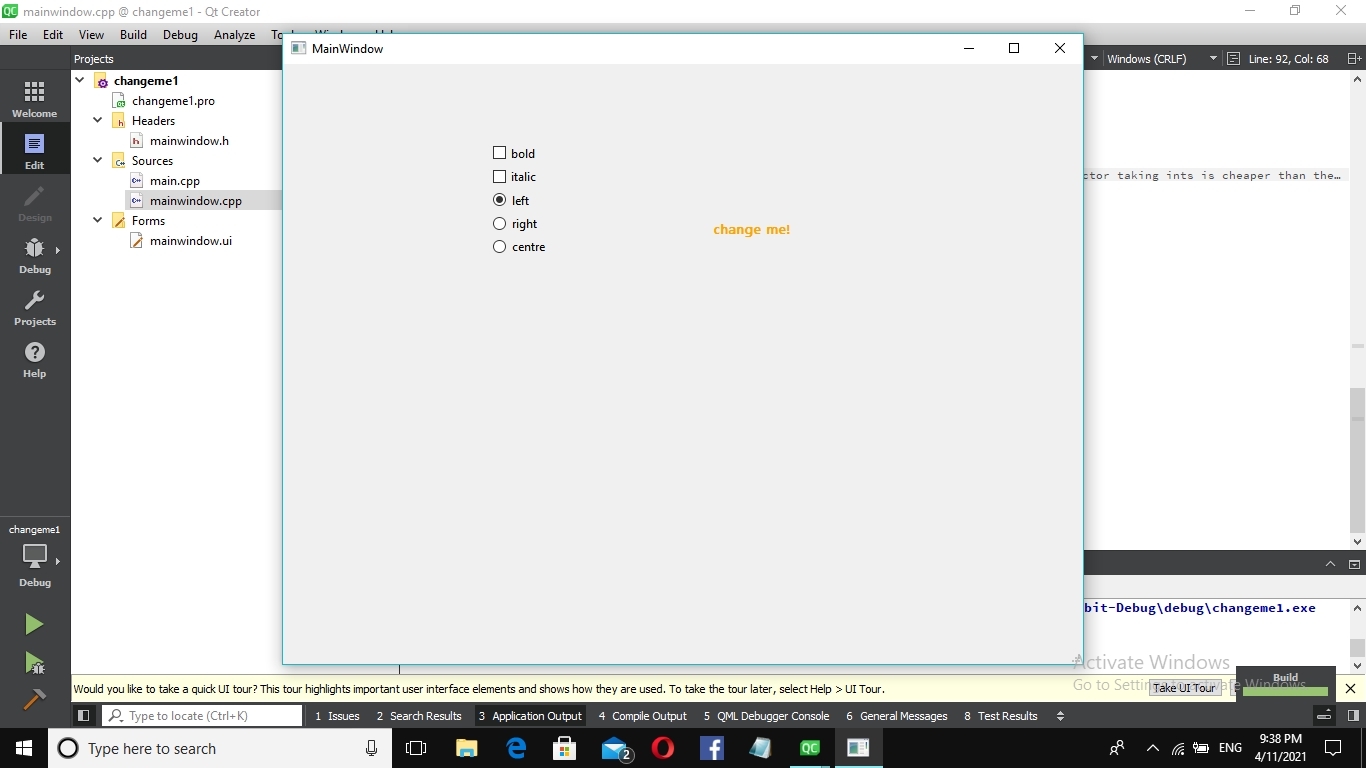 mainwindow.cpp @ changeme1 - Qt Creator
File Edit View Build Debug Analyze
MainWindow
Projects
Windows (CRLF) Line: 92, Col: 68
changeme1
changeme1.pro
Headers
mainwindow.h
Sources
main.cpp
mainwindow.cpp
Forms
mainwindow.ui
Welcome
Edit
Design
Debug
Projects
Help
changeme1
Debug
bold
italic
left
right
centre
change me!
ctor taking ints is cheaper than the…
bit-Debug\debug\changeme1.exe
Activate Windows
Go to Settings to activate Windows.
Build
Would you like to take a quick UI tour? This tour highlights important user interface elements and shows how they are used. To take the tour later, select Help > UI Tour.
Take UI Tour
Type to locate (Ctrl+K)
1 Issues 2 Search Results 3 Application Output 4 Compile Output 5 QML Debugger Console 6 General Messages 8 Test Results
Type here to search
2
QC
ENG
9:38 PM
4/11/2021